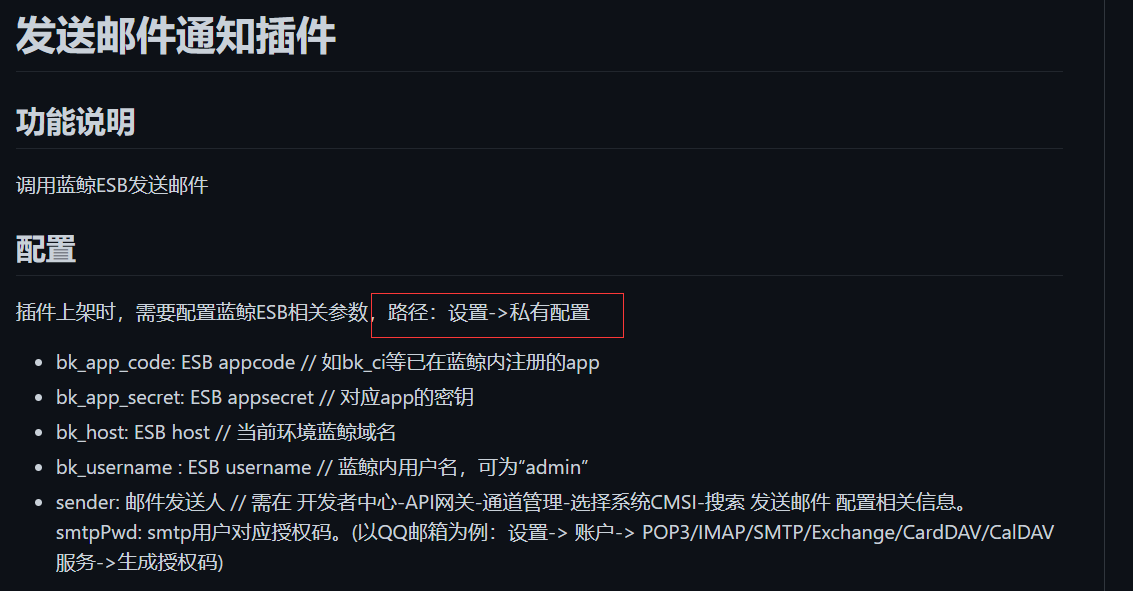 发送邮件通知插件
功能说明
调用蓝鲸ESB发送邮件
配置
插件上架时，需要配置蓝鲸ESB相关参数，路径：设置->私有配置
bk_app_code: ESB appcode // 如bk_ci等已在蓝鲸内注册的app
bk_app_secret: ESB appsecret // 对应app的密钥
bk_host: ESB host // 当前环境蓝鲸域名
bk_username : ESB username // 蓝鲸内用户名，可为“admin”
sender: 邮件发送人 // 需在 开发者中心-API网关-通道管理-选择系统CMSI-搜索 发送邮件 配置相关信息。
smtpPwd: smtp用户对应授权码。(以QQ邮箱为例：设置-> 账户-> POP3/IMAP/SMTP/Exchange/CardDAV/CalDAV
服务->生成授权码)